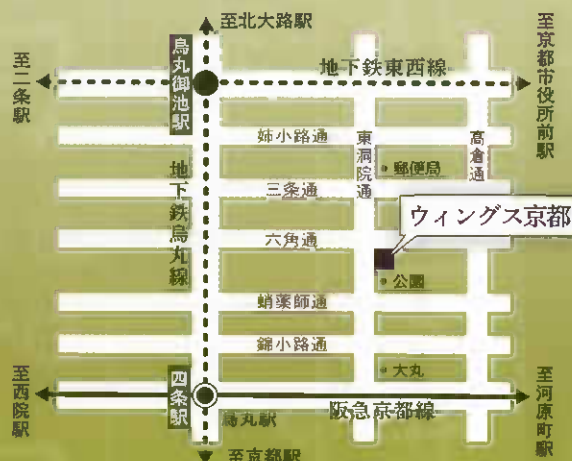 至北大路駅
至二条駅
烏丸御池駅
地下鉄東西線
至京都市役所前駅
姉小路通
東洞院通
高倉通
郵便局
地下鉄烏丸線
三条通
ウィングス京都
六角通
公園
蛸薬師通
錦小路通
大丸
至西院駅
四条駅
烏丸駅
阪急京都線
至河原町駅
至京都駅